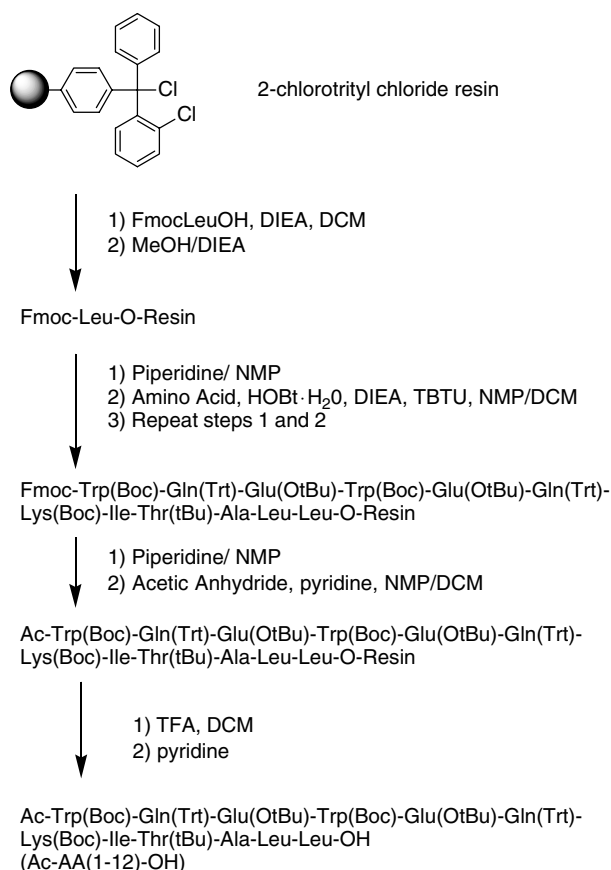 Cl
Cl
2-chlorotrityl chloride resin
1) FmocLeuOH, DIEA, DCM
2) MeOH/DIEA
Fmoc-Leu-O-Resin
1) Piperidine/ NMP
2) Amino Acid, HOBt·H₂0, DIEA, TBTU, NMP/DCM
3) Repeat steps 1 and 2
Fmoc-Trp(Boc)-Gln(Trt)-Glu(OtBu)-Trp(Boc)-Glu(OtBu)-Gln(Trt)-
Lys(Boc)-Ile-Thr(tBu)-Ala-Leu-Leu-O-Resin
1) Piperidine/ NMP
2) Acetic Anhydride, pyridine, NMP/DCM
Ac-Trp(Boc)-Gln(Trt)-Glu(OtBu)-Trp(Boc)-Glu(OtBu)-Gln(Trt)-
Lys(Boc)-Ile-Thr(tBu)-Ala-Leu-Leu-O-Resin
1) TFA, DCM
2) pyridine
Ac-Trp(Boc)-Gln(Trt)-Glu(OtBu)-Trp(Boc)-Glu(OtBu)-Gln(Trt)-
Lys(Boc)-Ile-Thr(tBu)-Ala-Leu-Leu-OH
(Ac-AA(1-12)-OH)